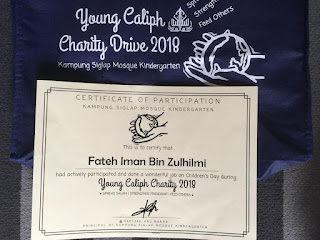 Young Caliph
Charity Drive 2018
Kampung Siglap Mosque Kindergarten
Feed Others
CERTIFICATE OF PARTICIPATION
KAMPUNG SIGLAP MOSQUE KINDERGARTEN
This is to certify that
Fateh Iman Bin Zulhilmi
had actively participated and done a wonderful job on Children's Day during
Young Caliph Charity 2018
PRINCIPAL OF KAMPUNG SIGLAP MOSQUE KINDERGARTEN